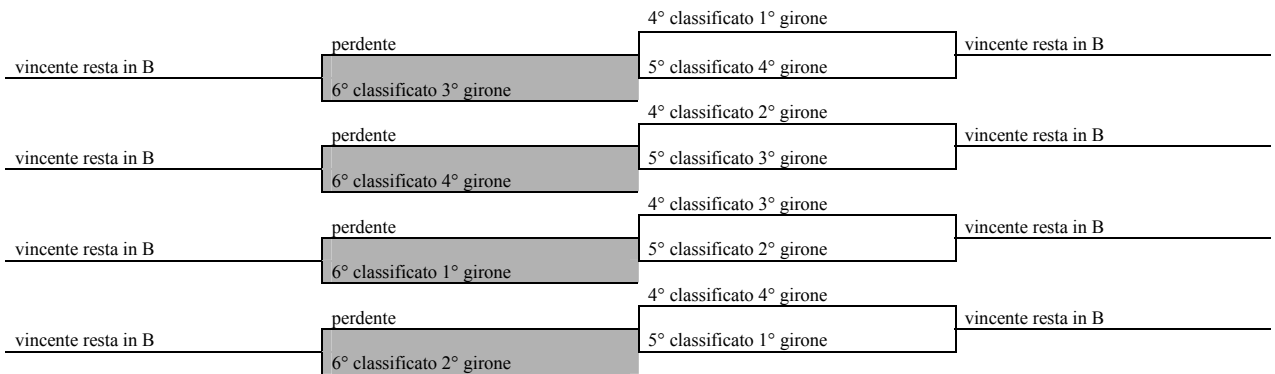 4° classificato 1° girone
perdente
vincente resta in B
vincente resta in B
5° classificato 4° girone
6° classificato 3° girone
4° classificato 2° girone
perdente
vincente resta in B
vincente resta in B
5° classificato 3° girone
6° classificato 4° girone
4° classificato 3° girone
perdente
vincente resta in B
vincente resta in B
5° classificato 2° girone
6° classificato 1° girone
4° classificato 4° girone
perdente
vincente resta in B
vincente resta in B
5° classificato 1° girone
6° classificato 2° girone